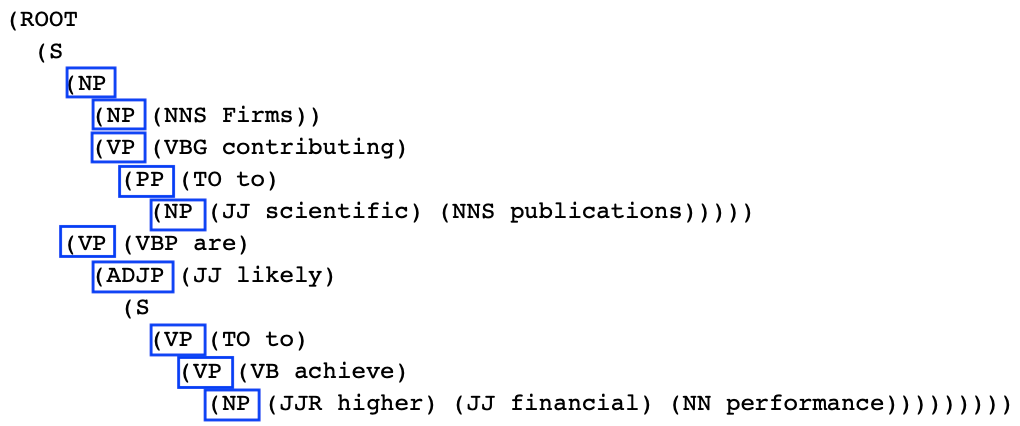 (ROOT
(S
(NP
(NP (NNS Firms))
(VP (VBG contributing)
(PP (TO to)
(NP (JJ scientific) (NNS publications)))))
(VP (VBP are)
(ADJP (JJ likely)
(S
(VP (TO to)
(VP (VB achieve)
(NP (JJR higher) (JJ financial) (NN performance)))))))))